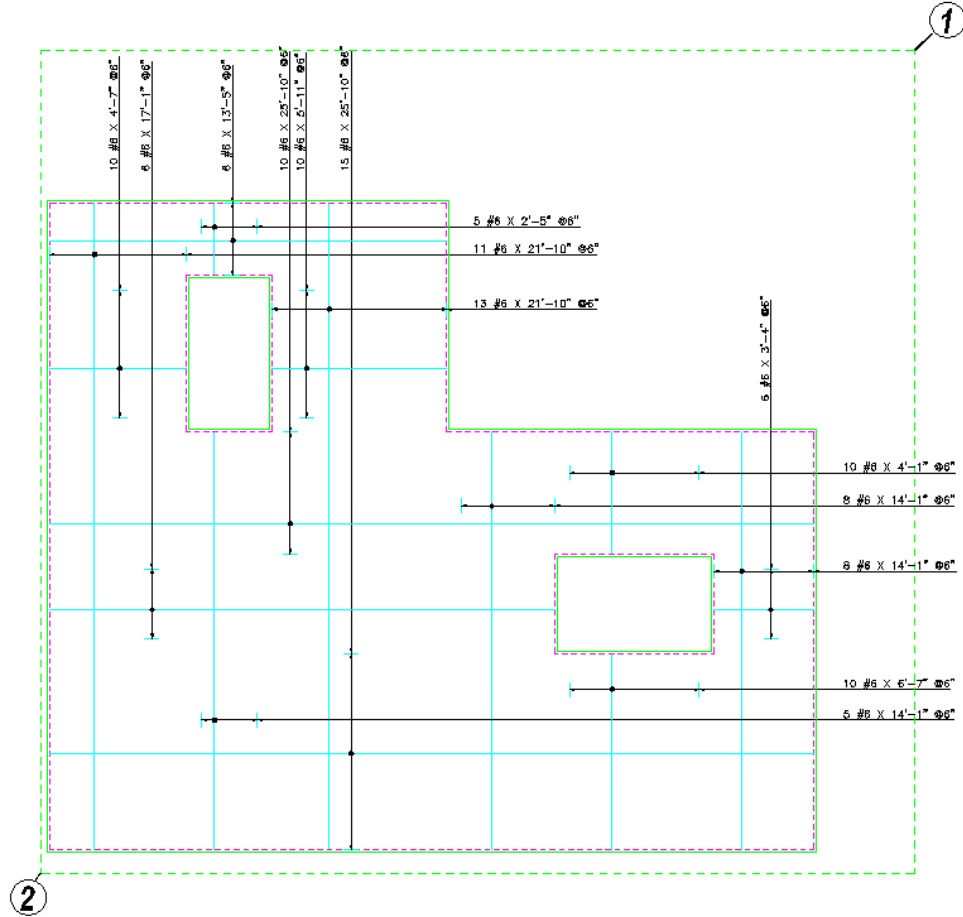 1
10 #6 X 4'-7" @6"
6 #6 X 17'-1" @6"
6 #6 X 13'-5" @6"
10 #6 X 25'-10" @6"
10 #6 X 5'-11" @6"
15 #6 X 25'-10" @6"
5 #6 X 2'-5" @6"
11 #6 X 21'-10" @6"
13 #6 X 21'-10" @6"
6 #6 X 3'-4" @6"
10 #6 X 4'-1" @6"
8 #6 X 14'-1" @6"
8 #6 X 14'-1" @6"
10 #6 X 6'-7" @6"
5 #6 X 14'-1" @6"
2